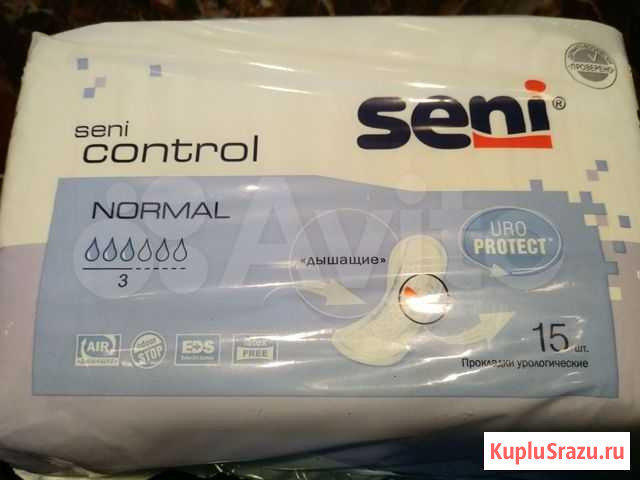 ПРОВЕРЕНО
seni®
seni
control
NORMAL
URO
PROTECT
3
«дышащие»
Avito
AIR
odour
STOP
EDS
LATEX
FREE
15 шт.
Прокладки урологические
KupluSrazu.ru